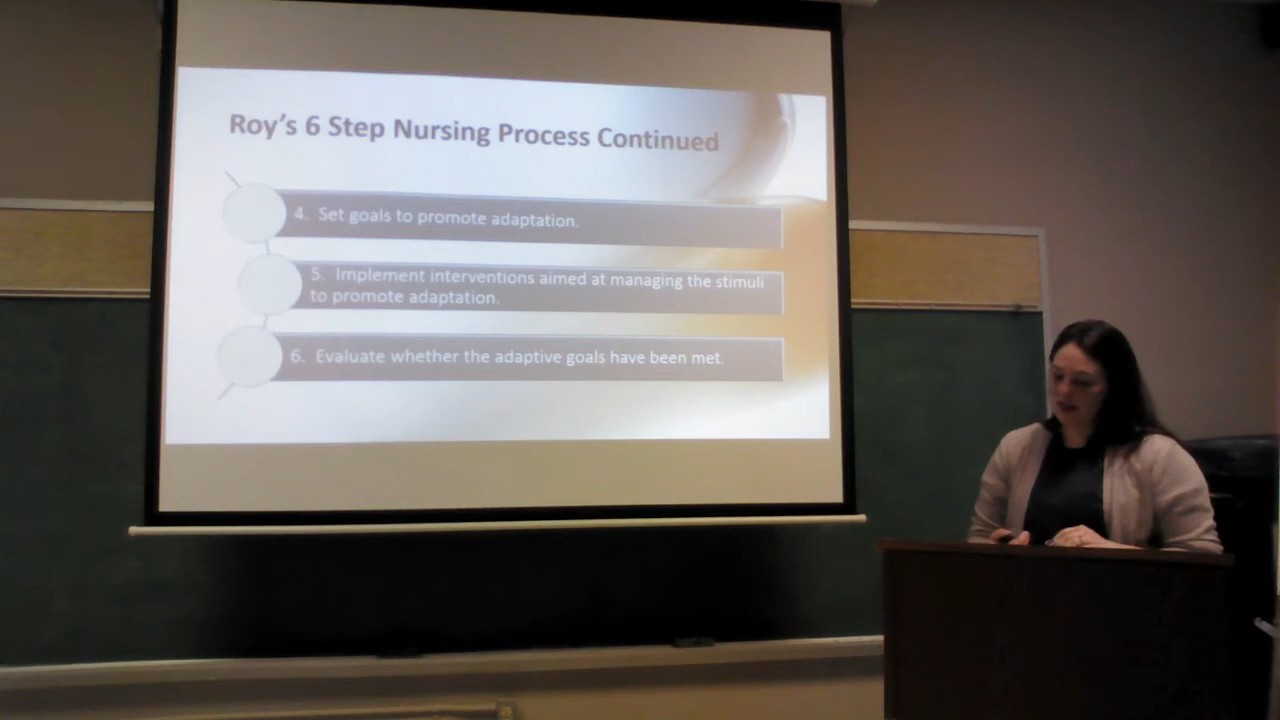 Roy's 6 Step Nursing Process Continued
4. Set goals to promote adaptation.
5. Implement interventions aimed at managing the stimuli
to promote adaptation.
6. Evaluate whether the adaptive goals have been met.